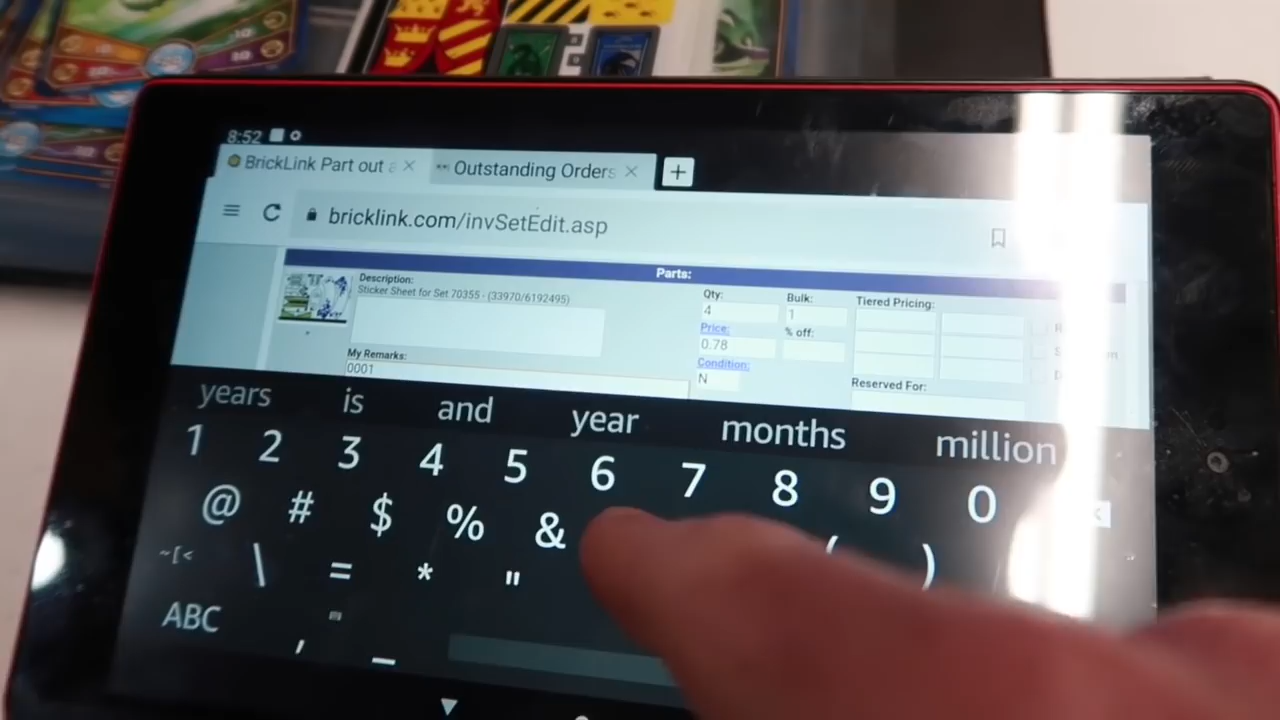 8:52
BrickLink Part out a
Outstanding Orders
bricklink.com/invSetEdit.asp
Parts:
Description:
Sticker Sheet for Set 70355 - (33970/6192495)
Qty:
4
Bulk:
1
Tiered Pricing:
Price:
0.78
% off:
Condition:
N
My Remarks:
0001
Reserved For:
years is and year months million
1 2 3 4 5 6 7 8 9 0
@ # $ % & ( )
~[< \ = * "
ABC , _